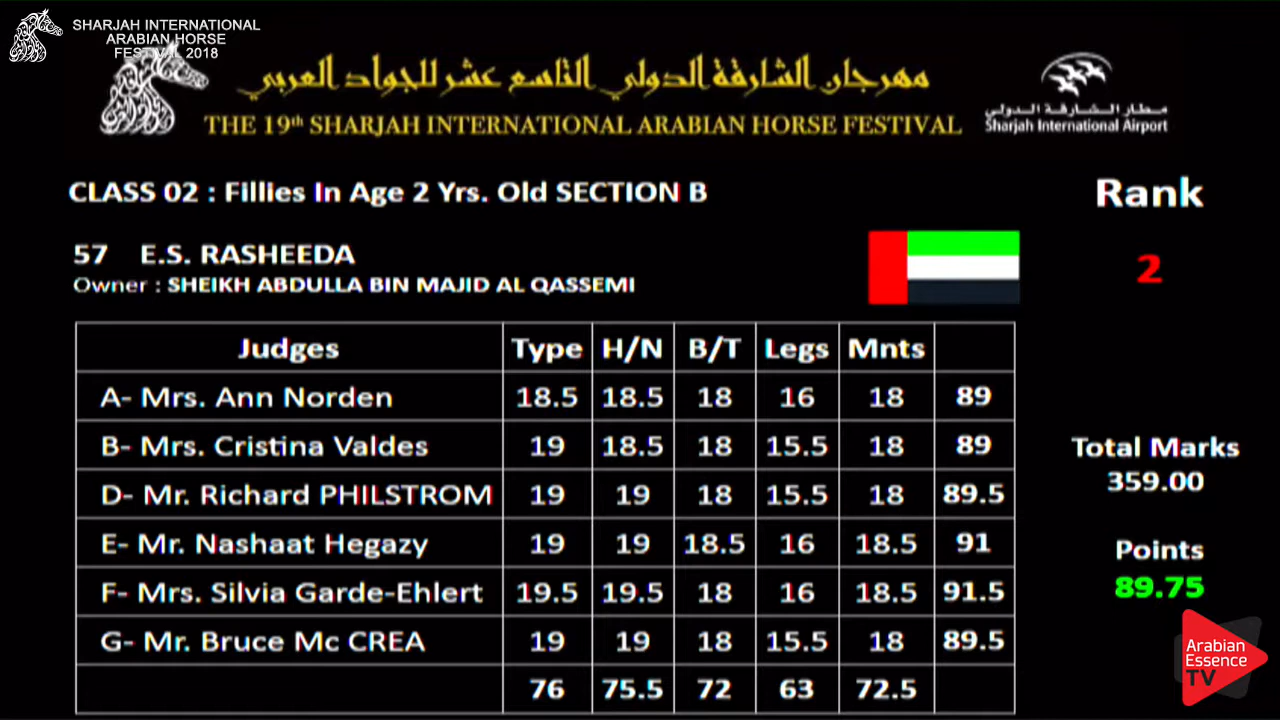 SHARJAH INTERNATIONAL
ARABIAN HORSE
FESTIVAL 2018
مهرجان الشارقة الدولي التاسع عشر للجواد العربي
THE 19th SHARJAH INTERNATIONAL ARABIAN HORSE FESTIVAL
مطار الشارقة الدولي
Sharjah International Airport
CLASS 02 : Fillies In Age 2 Yrs. Old SECTION B
Rank
57 E.S. RASHEEDA
2
Owner : SHEIKH ABDULLA BIN MAJID AL QASSEMI
Judges Type H/N B/T Legs Mnts
A- Mrs. Ann Norden 18.5 18.5 18 16 18 89
B- Mrs. Cristina Valdes 19 18.5 18 15.5 18 89
D- Mr. Richard PHILSTROM 19 19 18 15.5 18 89.5
E- Mr. Nashaat Hegazy 19 19 18.5 16 18.5 91
F- Mrs. Silvia Garde-Ehlert 19.5 19.5 18 16 18.5 91.5
G- Mr. Bruce Mc CREA 19 19 18 15.5 18 89.5
76 75.5 72 63 72.5
Total Marks
359.00
Points
89.75
Arabian
Essence
TV